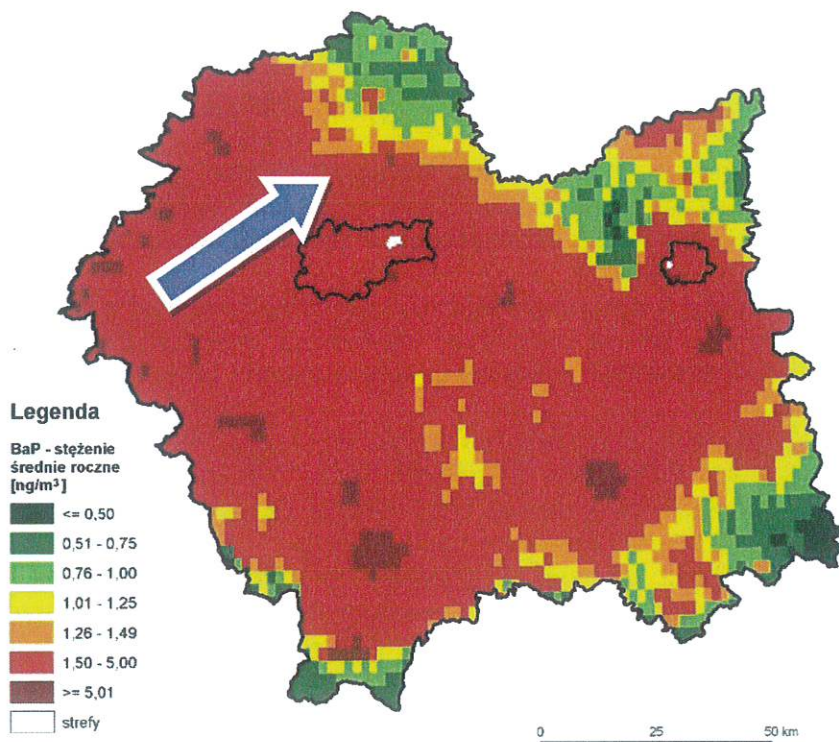 Legenda
BaP - stężenie
średnie roczne
[ng/m³]
<= 0,50
0,51 - 0,75
0,76 - 1,00
1,01 - 1,25
1,26 - 1,49
1,50 - 5,00
>= 5,01
strefy
0 25 50 km